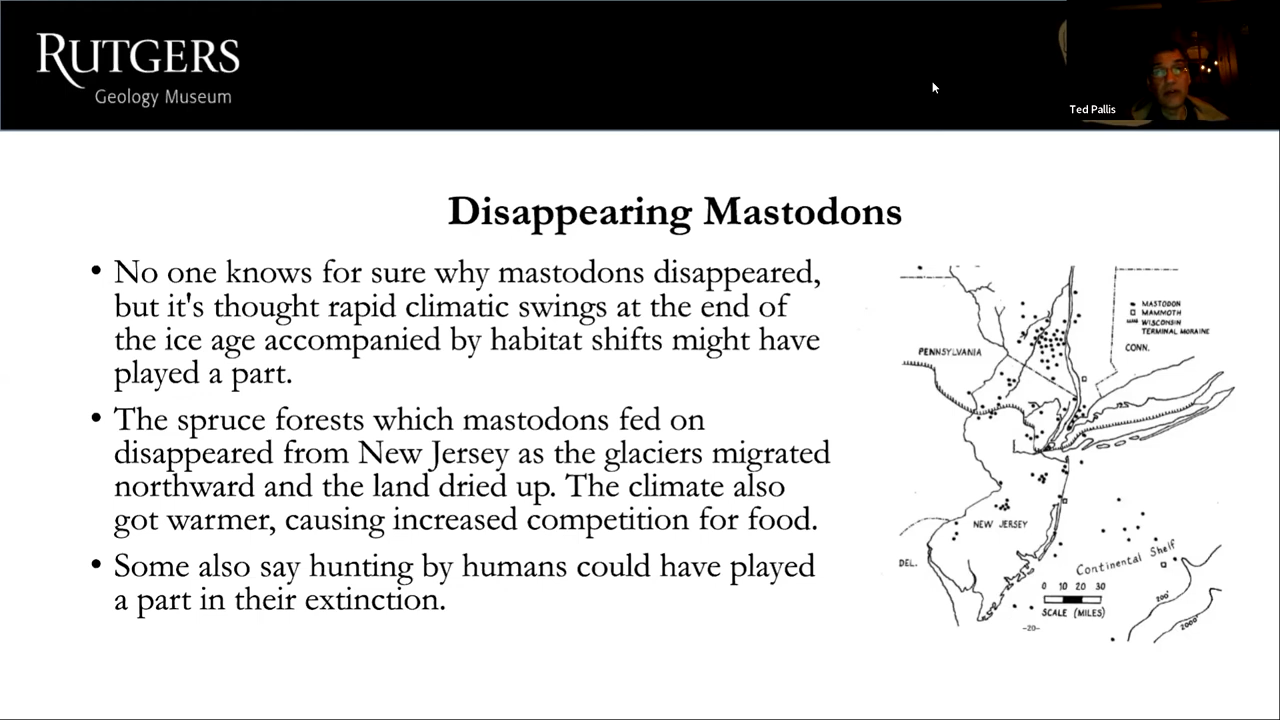 RUTGERS
Geology Museum
Ted Pallis
Disappearing Mastodons
• No one knows for sure why mastodons disappeared,
but it's thought rapid climatic swings at the end of
the ice age accompanied by habitat shifts might have
played a part.
• The spruce forests which mastodons fed on
disappeared from New Jersey as the glaciers migrated
northward and the land dried up. The climate also
got warmer, causing increased competition for food.
• Some also say hunting by humans could have played
a part in their extinction.
MASTODON
MAMMOTH
WISCONSIN
TERMINAL MORAINE
PENNSYLVANIA
CONN.
NEW JERSEY
DEL.
Continental Shelf
0 10 20 30
SCALE (MILES)
200'
2000'
-20-